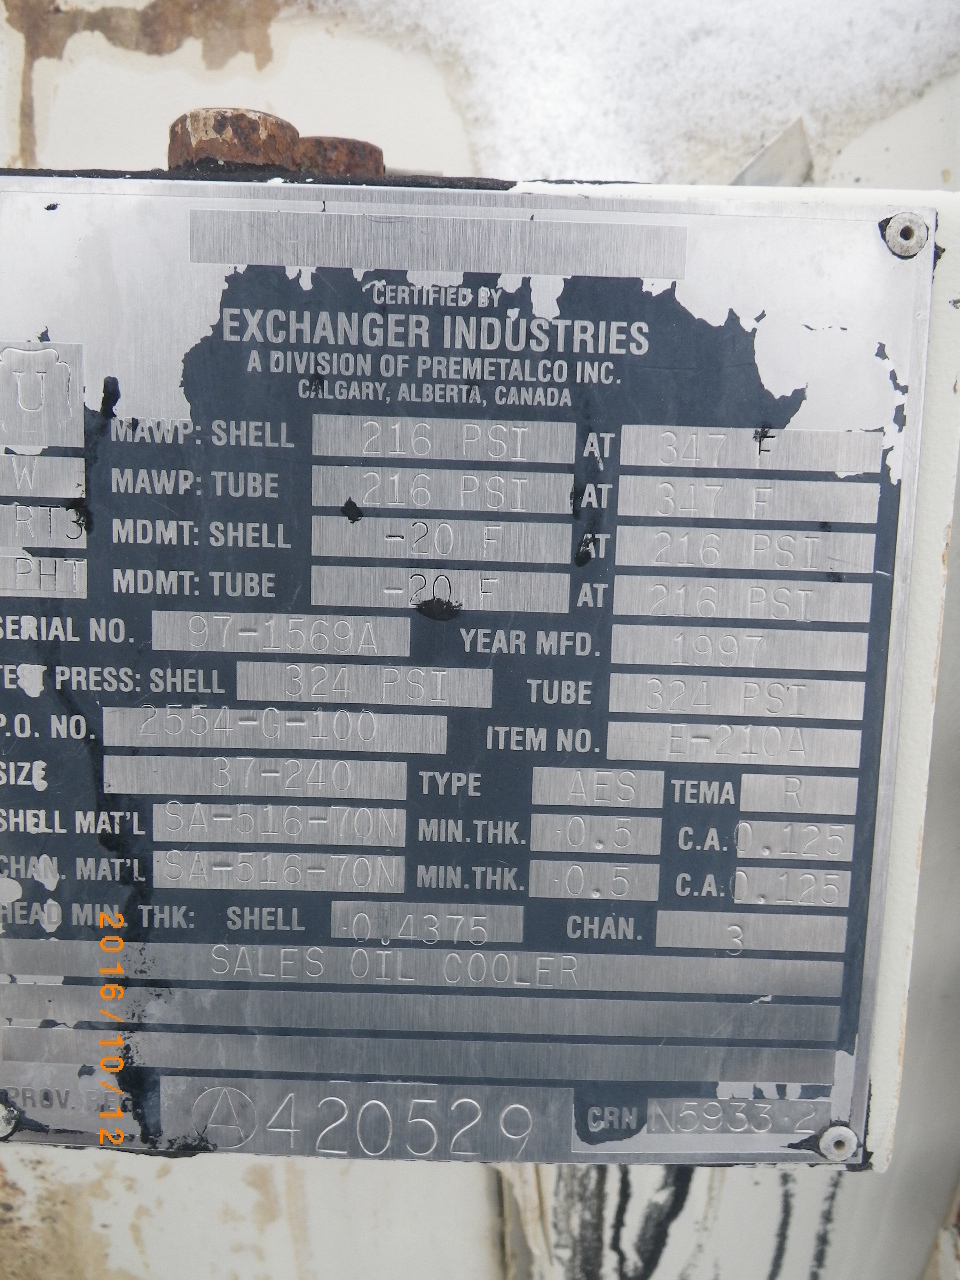 CERTIFIED BY
EXCHANGER INDUSTRIES
A DIVISION OF PREMETALCO INC.
CALGARY, ALBERTA, CANADA
U
MAWP: SHELL 216 PSI AT 347 F
W MAWP: TUBE 216 PSI AT 347 F
RT3 MDMT: SHELL -20 F AT 216 PSI
PHT MDMT: TUBE -20 F AT 216 PSI
SERIAL NO. 97-1569A YEAR MFD. 1997
TEST PRESS: SHELL 324 PSI TUBE 324 PSI
P.O. NO. 2554-G-100 ITEM NO. E-210A
SIZE 37-240 TYPE AES TEMA R
SHELL MAT'L SA-516-70N MIN.THK. 0.5 C.A. 0.125
CHAN. MAT'L SA-516-70N MIN.THK. 0.5 C.A. 0.125
HEAD MIN. THK: SHELL 0.4375 CHAN. 3
SALES OIL COOLER
PROV. REG A 420529 CRN N5933.2
2016/10/12